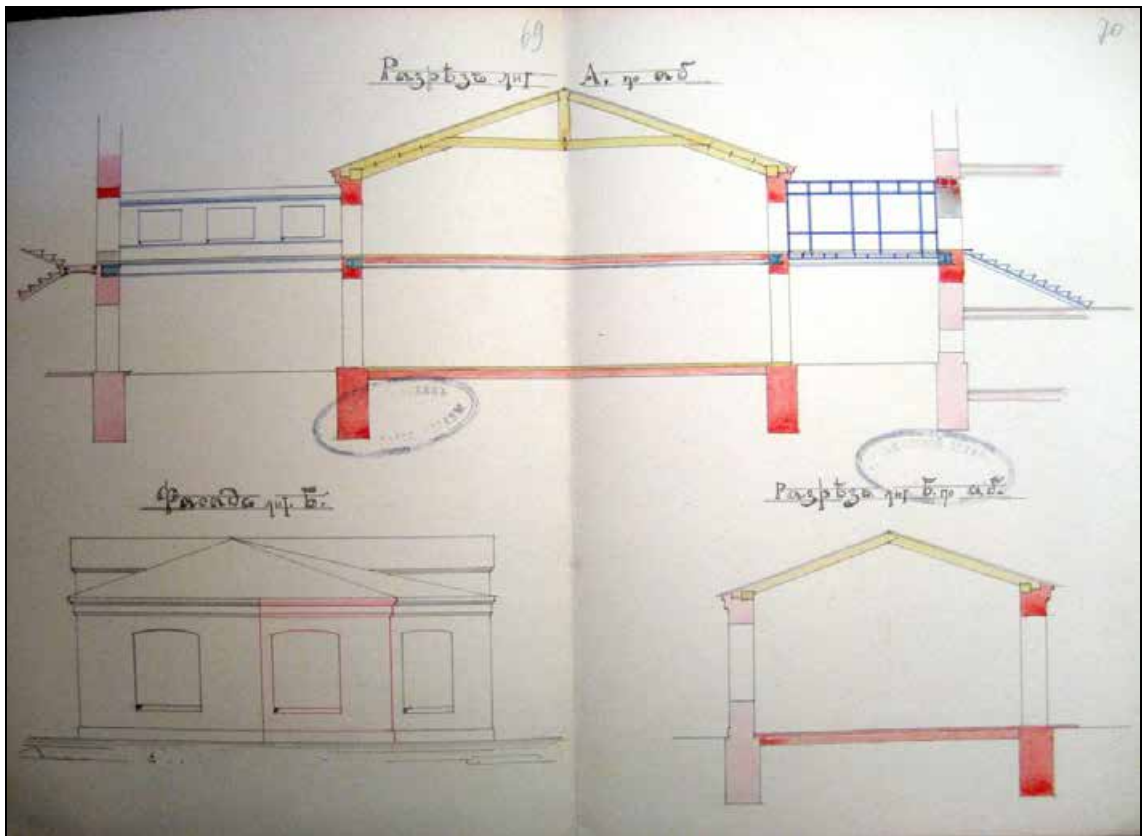 69
70
Разрѣзъ лит А. по аб
Фасадъ лит. Б.
Разрѣзъ лит Б. по аб.